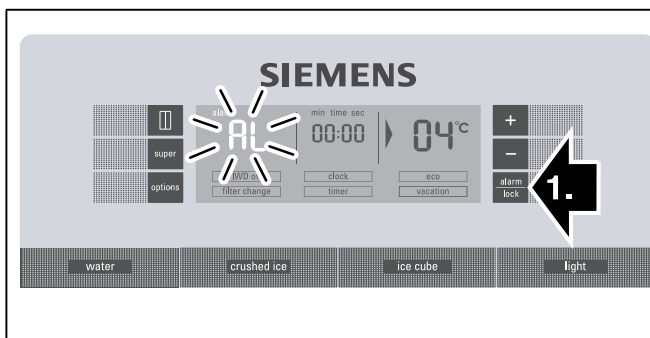 SIEMENS
alarm
min time sec
AL
00:00
04°C
super
options
+
−
alarm
lock
1.
clock
eco
filter change
timer
vacation
water
crushed ice
ice cube
light